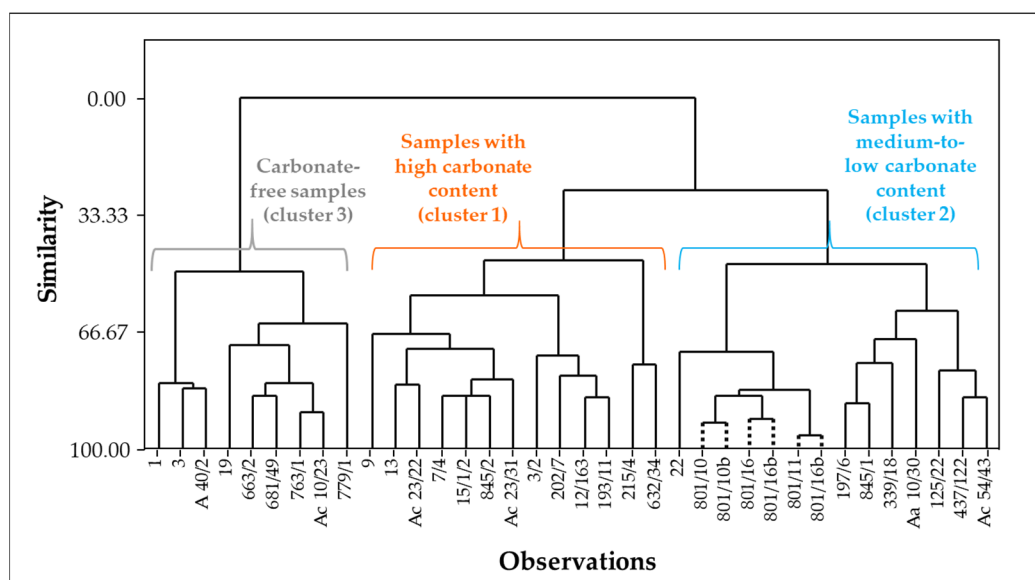 0.00
33.33
66.67
100.00
Similarity
Carbonate-
free samples
(cluster 3)
Samples with
high carbonate
content
(cluster 1)
Samples with
medium-to-
low carbonate
content
(cluster 2)
1
3
A 40/2
19
663/2
681/49
763/1
Ac 10/23
779/1
9
13
Ac 23/22
7/4
15/1/2
845/2
Ac 23/31
3/2
202/7
12/163
193/11
215/4
632/34
22
801/10
801/10b
801/16
801/16b
801/11
801/16b
197/6
845/1
339/18
Aa 10/30
125/22
437/122
Ac 54/43
Observations